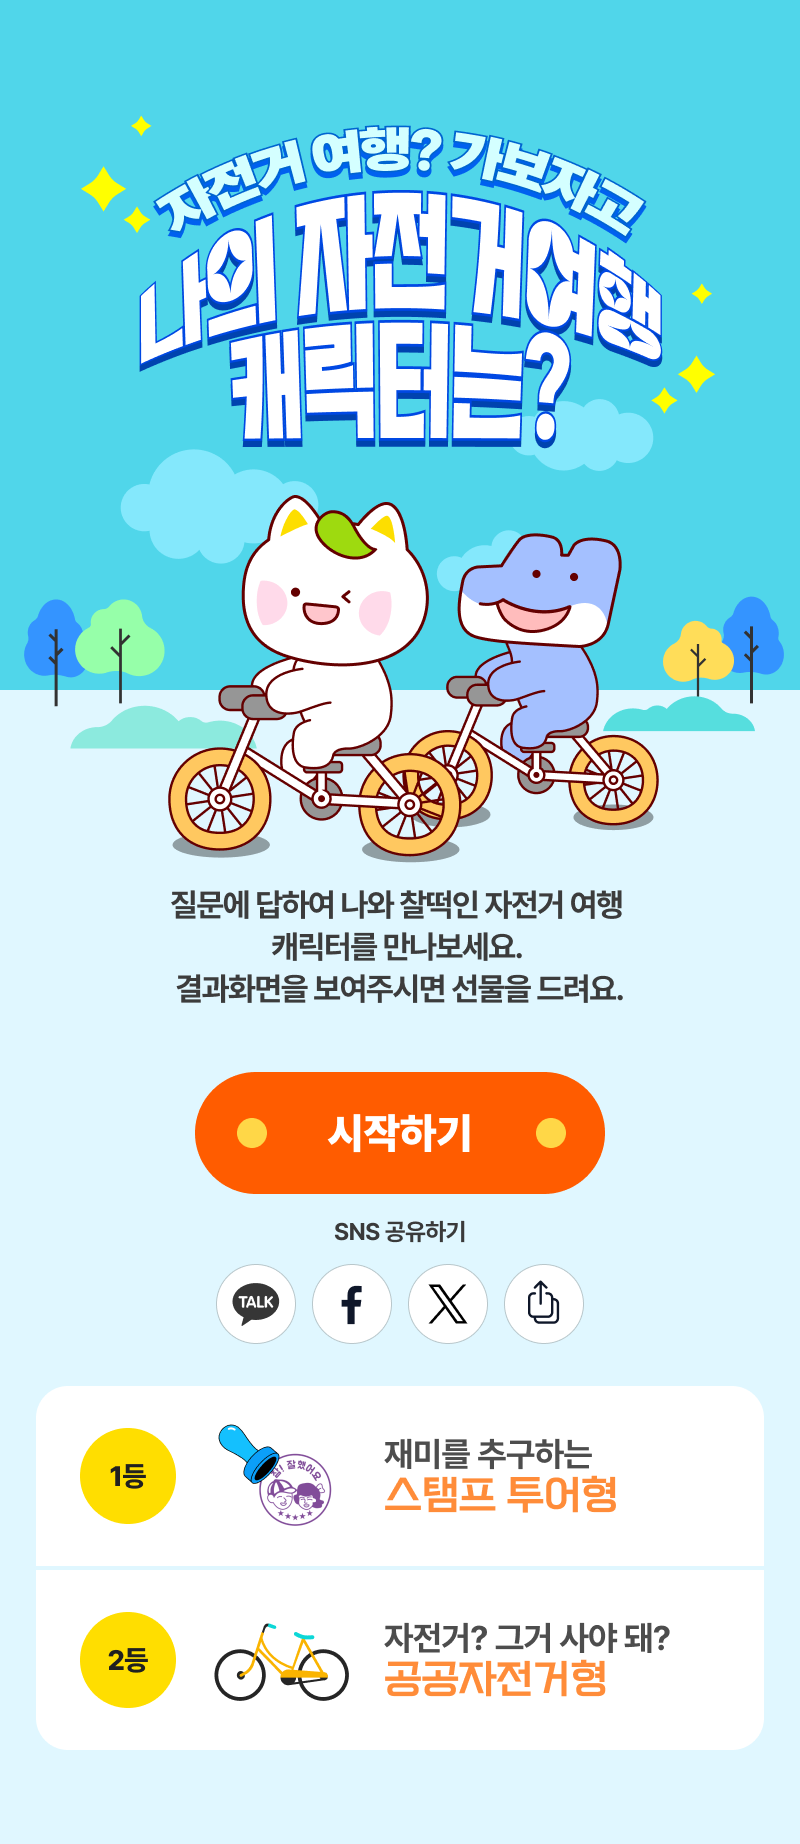 자전거 여행? 가보자고
나의 자전거여행
캐릭터는?
질문에 답하여 나와 찰떡인 자전거 여행
캐릭터를 만나보세요.
결과화면을 보여주시면 선물을 드려요.
시작하기
SNS 공유하기
TALK
1등
잘했어요
재미를 추구하는
스탬프 투어형
2등
자전거? 그거 사야 돼?
공공자전거형